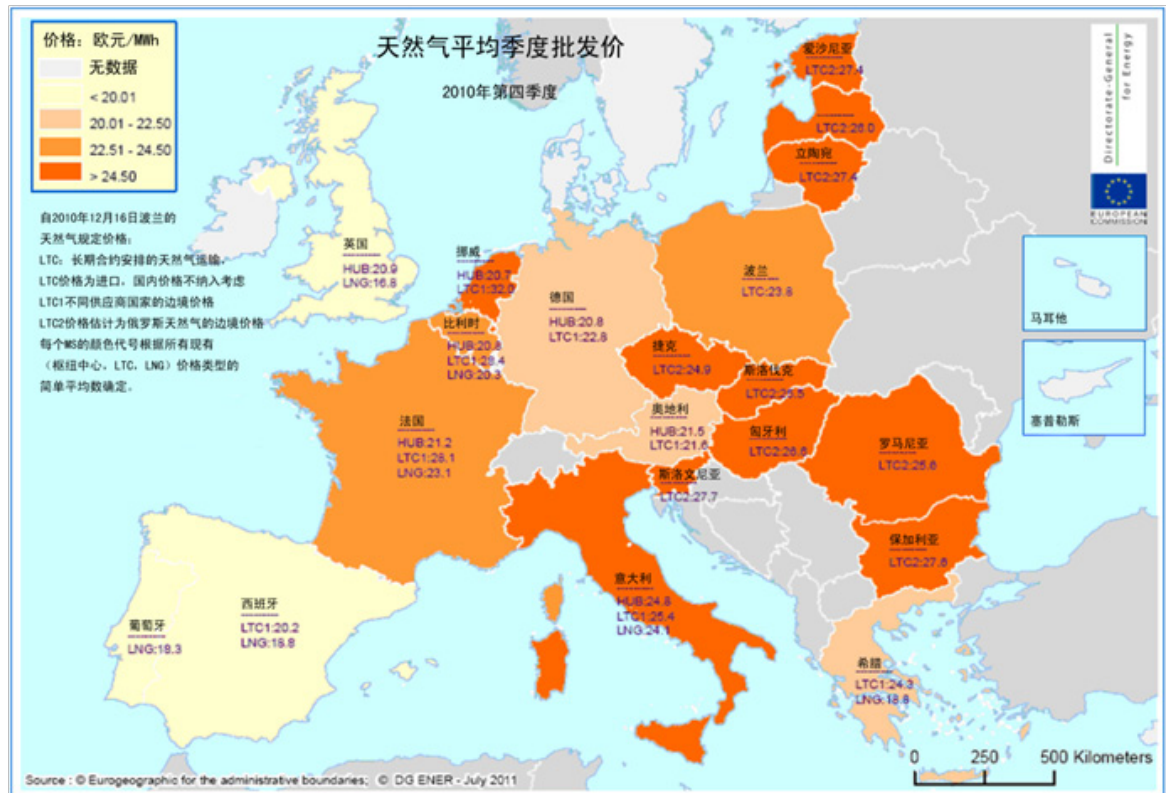 天然气平均季度批发价
2010年第四季度
价格：欧元/MWh
无数据
< 20.01
20.01 - 22.50
22.51 - 24.50
> 24.50
自2010年12月16日波兰的
天然气规定价格：
LTC：长期合约安排的天然气运输.
LTC价格为进口，国内价格不纳入考虑
LTC1不同供应商国家的边境价格
LTC2价格估计为俄罗斯天然气的边境价格
每个MS的颜色代号根据所有现有
（枢纽中心，LTC，LNG）价格类型的
简单平均数确定.
Directorate-General
for Energy
EUROPEAN
COMMISSION
爱沙尼亚
LTC2:27.4
LTC2:26.0
立陶宛
LTC2:27.4
英国
HUB:20.9
LNG:16.8
挪威
HUB:20.7
LTC1:32.0
比利时
HUB:20.8
LNG:20.3
德国
HUB:20.8
LTC1:22.8
波兰
LTC:23.8
捷克
LTC2:24.9
斯洛伐克
LTC2:25.5
奥地利
HUB:21.5
LTC1:21.6
匈牙利
LTC2:26.6
罗马尼亚
LTC2:25.6
斯洛文尼亚
LTC2:27.7
保加利亚
LTC2:27.6
法国
HUB:21.2
LTC1:28.1
LNG:23.1
意大利
HUB:24.8
LTC1:25.4
LNG:24.1
西班牙
LTC1:20.2
LNG:18.8
葡萄牙
LNG:18.3
希腊
LTC1:24.3
LNG:18.8
马耳他
塞普勒斯
0 250 500 Kilometers
Source : © Eurogeographic for the administrative boundaries; © DG ENER - July 2011